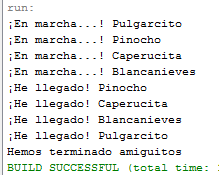 run:
¡En marcha...! Pulgarcito
¡En marcha...! Pinocho
¡En marcha...! Caperucita
¡En marcha...! Blancanieves
¡He llegado! Pinocho
¡He llegado! Caperucita
¡He llegado! Blancanieves
¡He llegado! Pulgarcito
Hemos terminado amiguitos
BUILD SUCCESSFUL (total time: